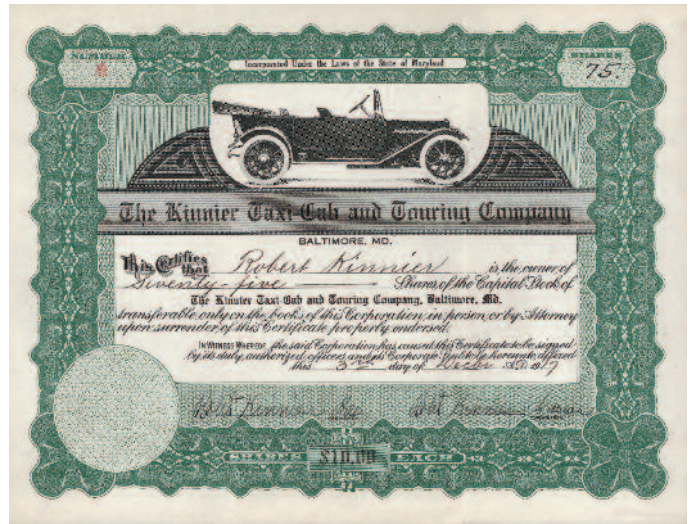 NUMBER
SHARES
75
Incorporated Under the Laws of the State of Maryland
The Kinnier Taxi-Cab and Touring Company
BALTIMORE, MD.
This Certifies that Robert Kinnier is the owner of
Seventy-five Shares of the Capital Stock of
The Kinnier Taxi-Cab and Touring Company, Baltimore, Md.
transferable only on the books of this Corporation in person or by Attorney
upon surrender of this Certificate properly endorsed.
IN WITNESS WHEREOF, the said Corporation has caused this Certificate to be signed
by its duly authorized officers and its Corporate Seal to be hereunto affixed
this 3rd day of A.D. 1917
Kinnier Kinnier
SHARES $10.00 EACH